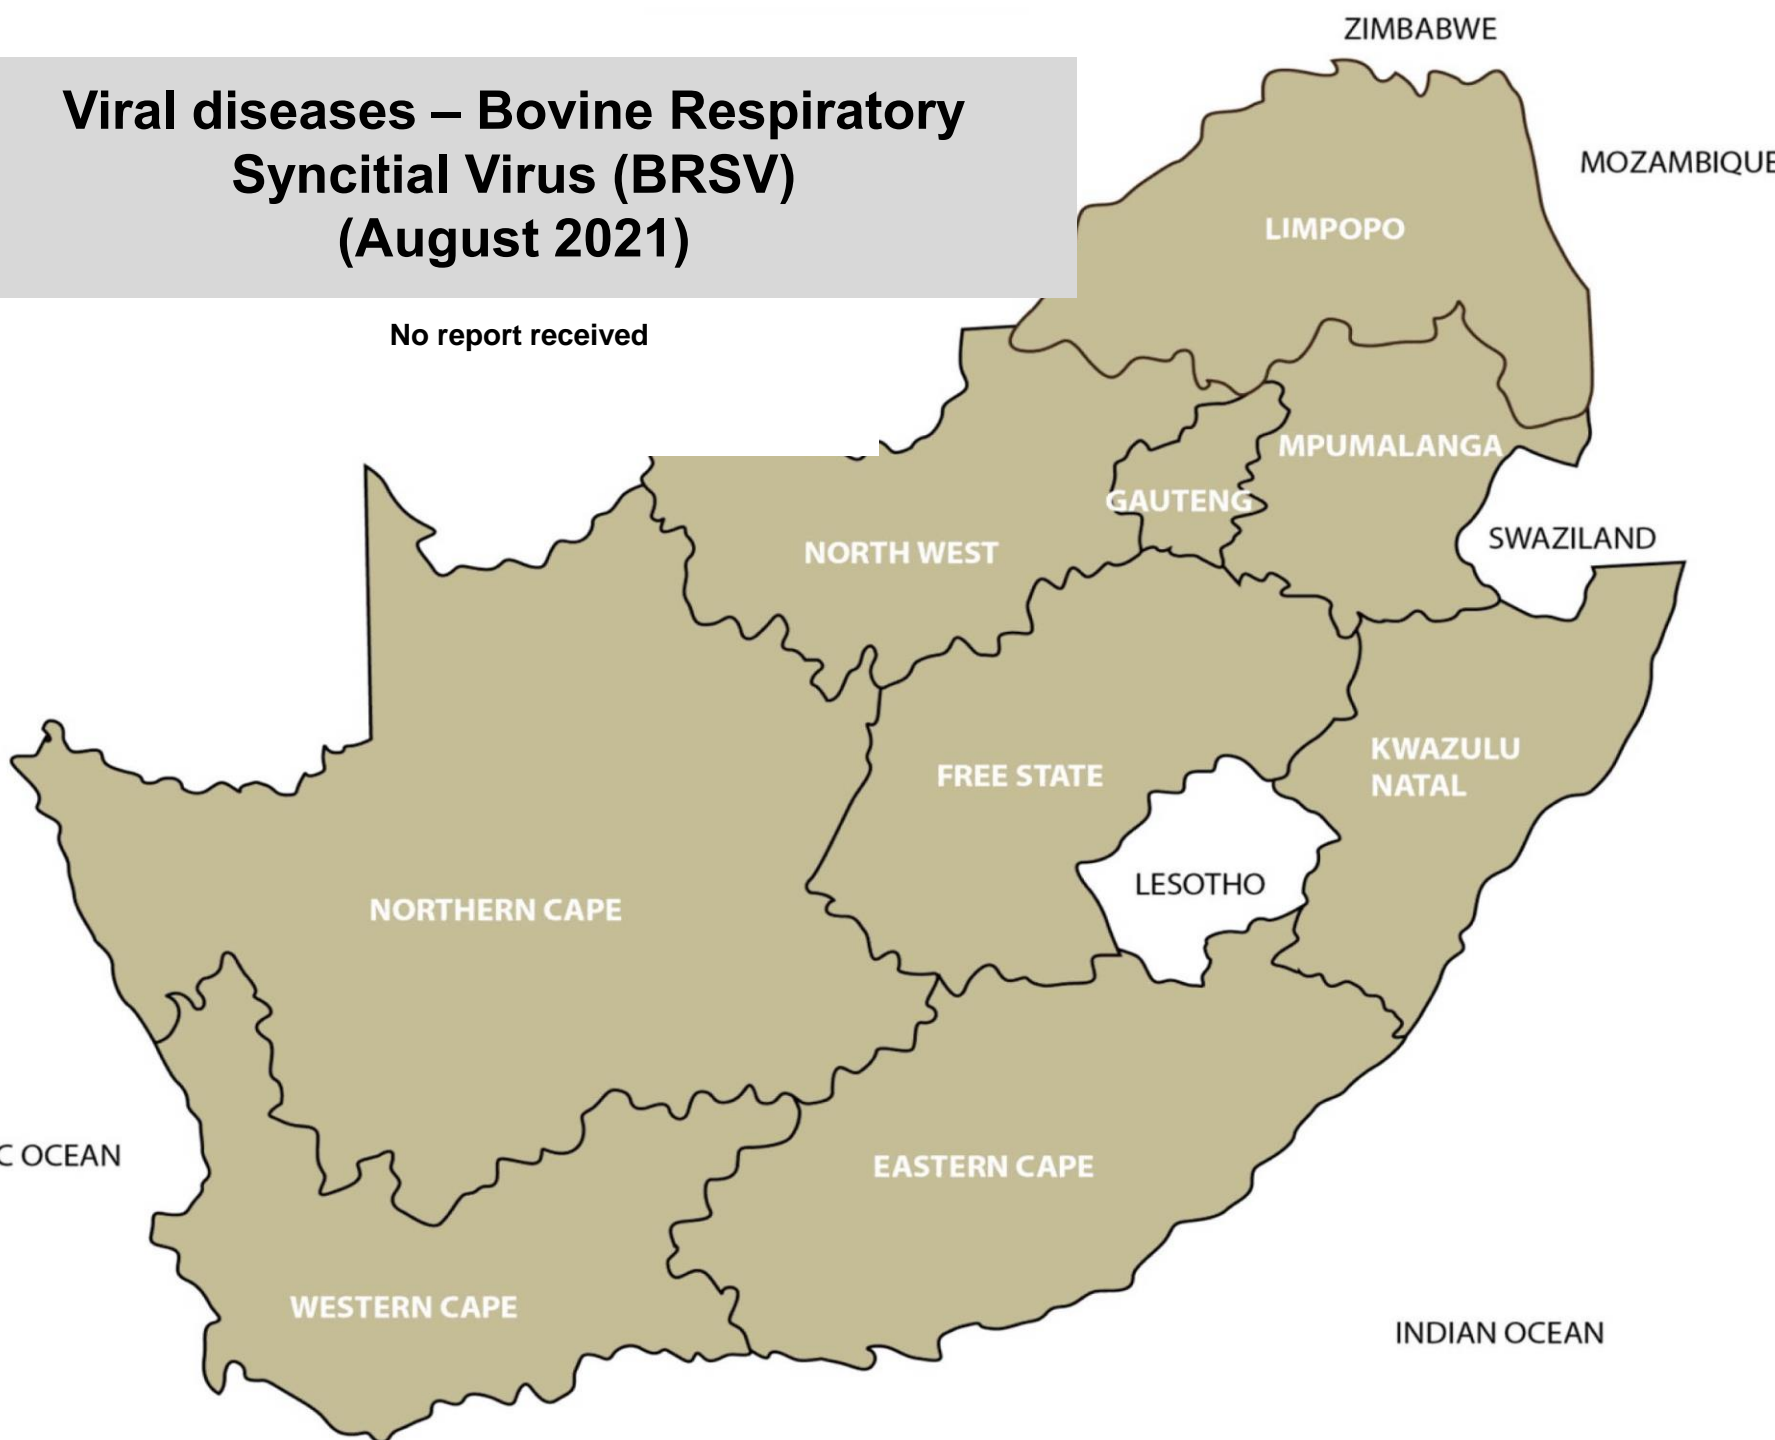 ZIMBABWE
Viral diseases – Bovine Respiratory
Syncitial Virus (BRSV)
(August 2021)
MOZAMBIQUE
LIMPOPO
No report received
MPUMALANGA
GAUTENG
SWAZILAND
NORTH WEST
KWAZULU
NATAL
FREE STATE
LESOTHO
NORTHERN CAPE
C OCEAN
EASTERN CAPE
WESTERN CAPE
INDIAN OCEAN